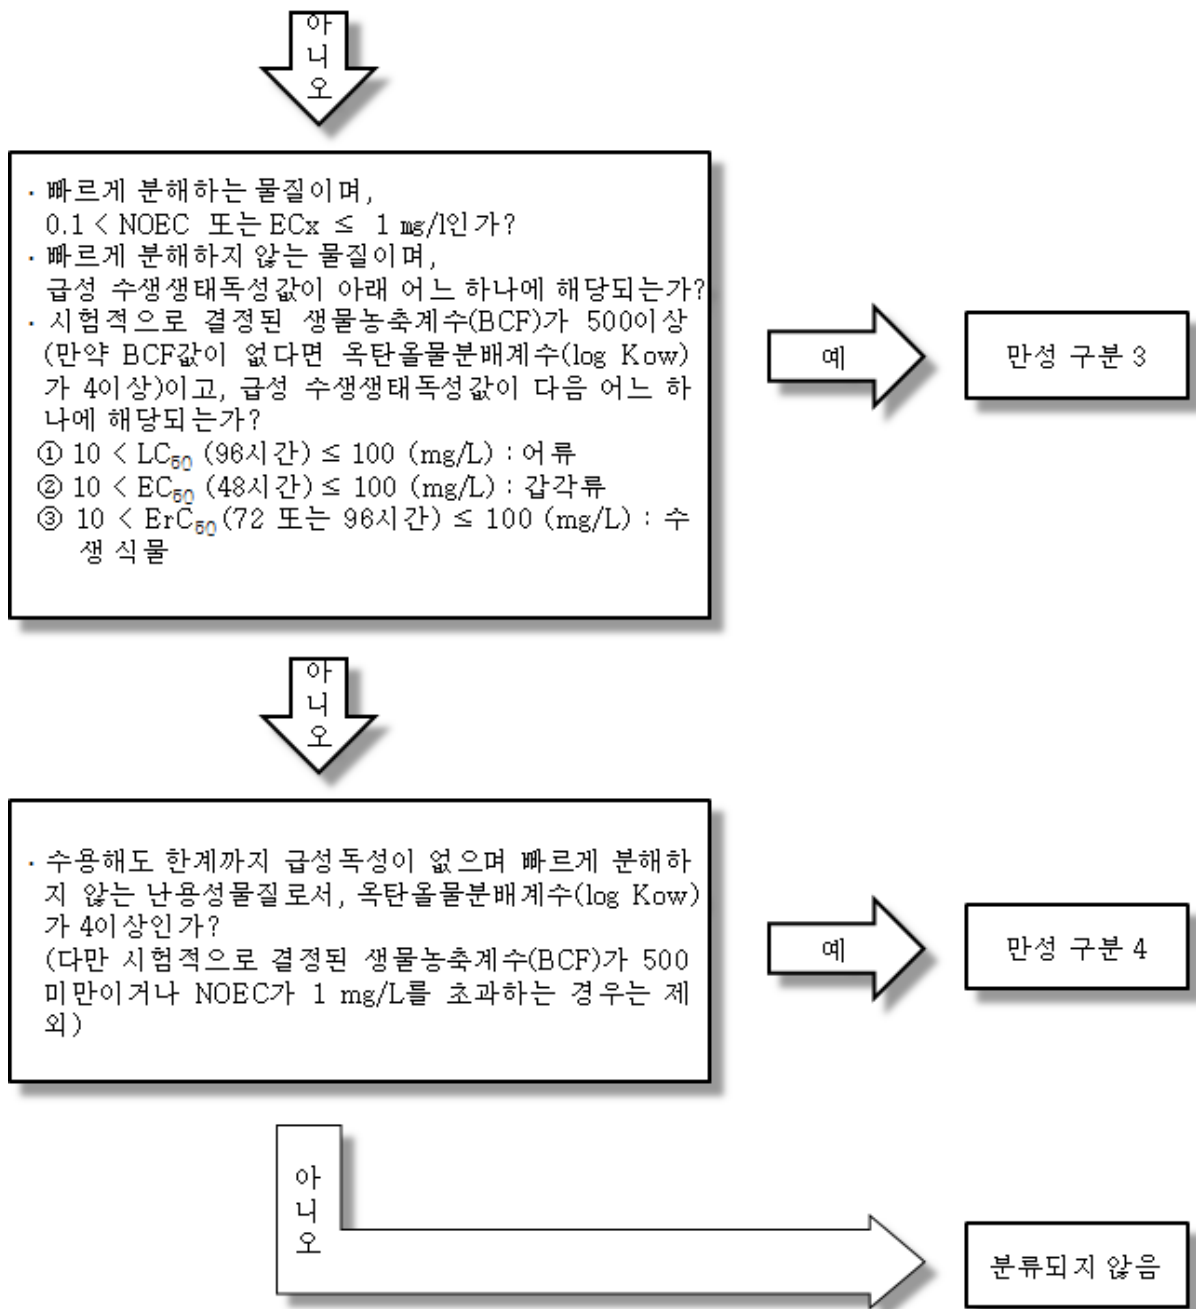 아
니
오
· 빠르게 분해하는 물질이며,
0.1 < NOEC 또는 ECx ≤ 1 ㎎/l인가?
· 빠르게 분해하지 않는 물질이며,
급성 수생생태독성값이 아래 어느 하나에 해당되는가?
· 시험적으로 결정된 생물농축계수(BCF)가 500이상
(만약 BCF값이 없다면 옥탄올물분배계수(log Kow)
가 4이상)이고, 급성 수생생태독성값이 다음 어느 하
나에 해당되는가?
① 10 < LC₅₀ (96시간) ≤ 100 (mg/L) : 어류
② 10 < EC₅₀ (48시간) ≤ 100 (mg/L) : 갑각류
③ 10 < ErC₅₀ (72 또는 96시간) ≤ 100 (mg/L) : 수
생식물
예
만성 구분 3
아
니
오
· 수용해도 한계까지 급성독성이 없으며 빠르게 분해하
지 않는 난용성물질로서, 옥탄올물분배계수(log Kow)
가 4이상인가?
(다만 시험적으로 결정된 생물농축계수(BCF)가 500
미만이거나 NOEC가 1 mg/L를 초과하는 경우는 제
외)
예
만성 구분 4
아
니
오
분류되지 않음